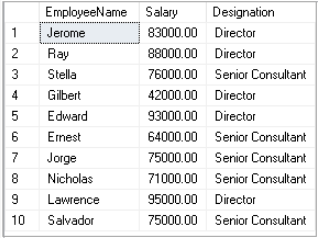 EmployeeName Salary Designation
1 Jerome 83000.00 Director
2 Ray 88000.00 Director
3 Stella 76000.00 Senior Consultant
4 Gilbert 42000.00 Director
5 Edward 93000.00 Director
6 Ernest 64000.00 Senior Consultant
7 Jorge 75000.00 Senior Consultant
8 Nicholas 71000.00 Senior Consultant
9 Lawrence 95000.00 Director
10 Salvador 75000.00 Senior Consultant